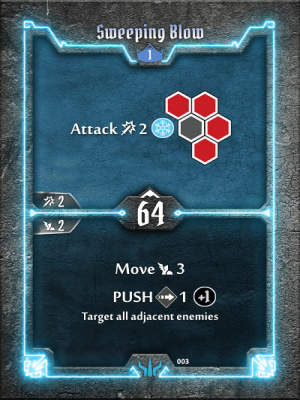 Sweeping Blow
1
Attack 2
2
64
2
Move 3
PUSH 1 +1
Target all adjacent enemies
003